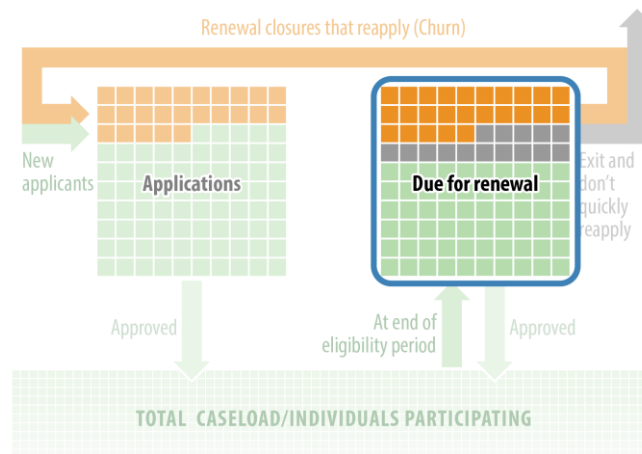 Renewal closures that reapply (Churn)
New
applicants
Applications
Due for renewal
Exit and
don't
quickly
reapply
Approved
At end of
eligibility period
Approved
TOTAL CASELOAD/INDIVIDUALS PARTICIPATING